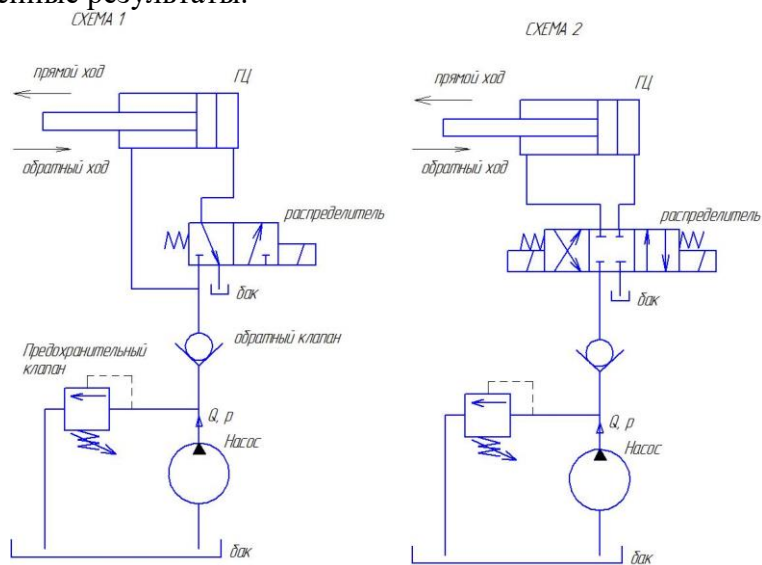 енные результаты.
СХЕМА 1
прямой ход
ГЦ
обратный ход
распределитель
бак
обратный клапан
Предохранительный
клапан
Q, p
Насос
бак
СХЕМА 2
прямой ход
ГЦ
обратный ход
распределитель
бак
Q, p
Насос
бак